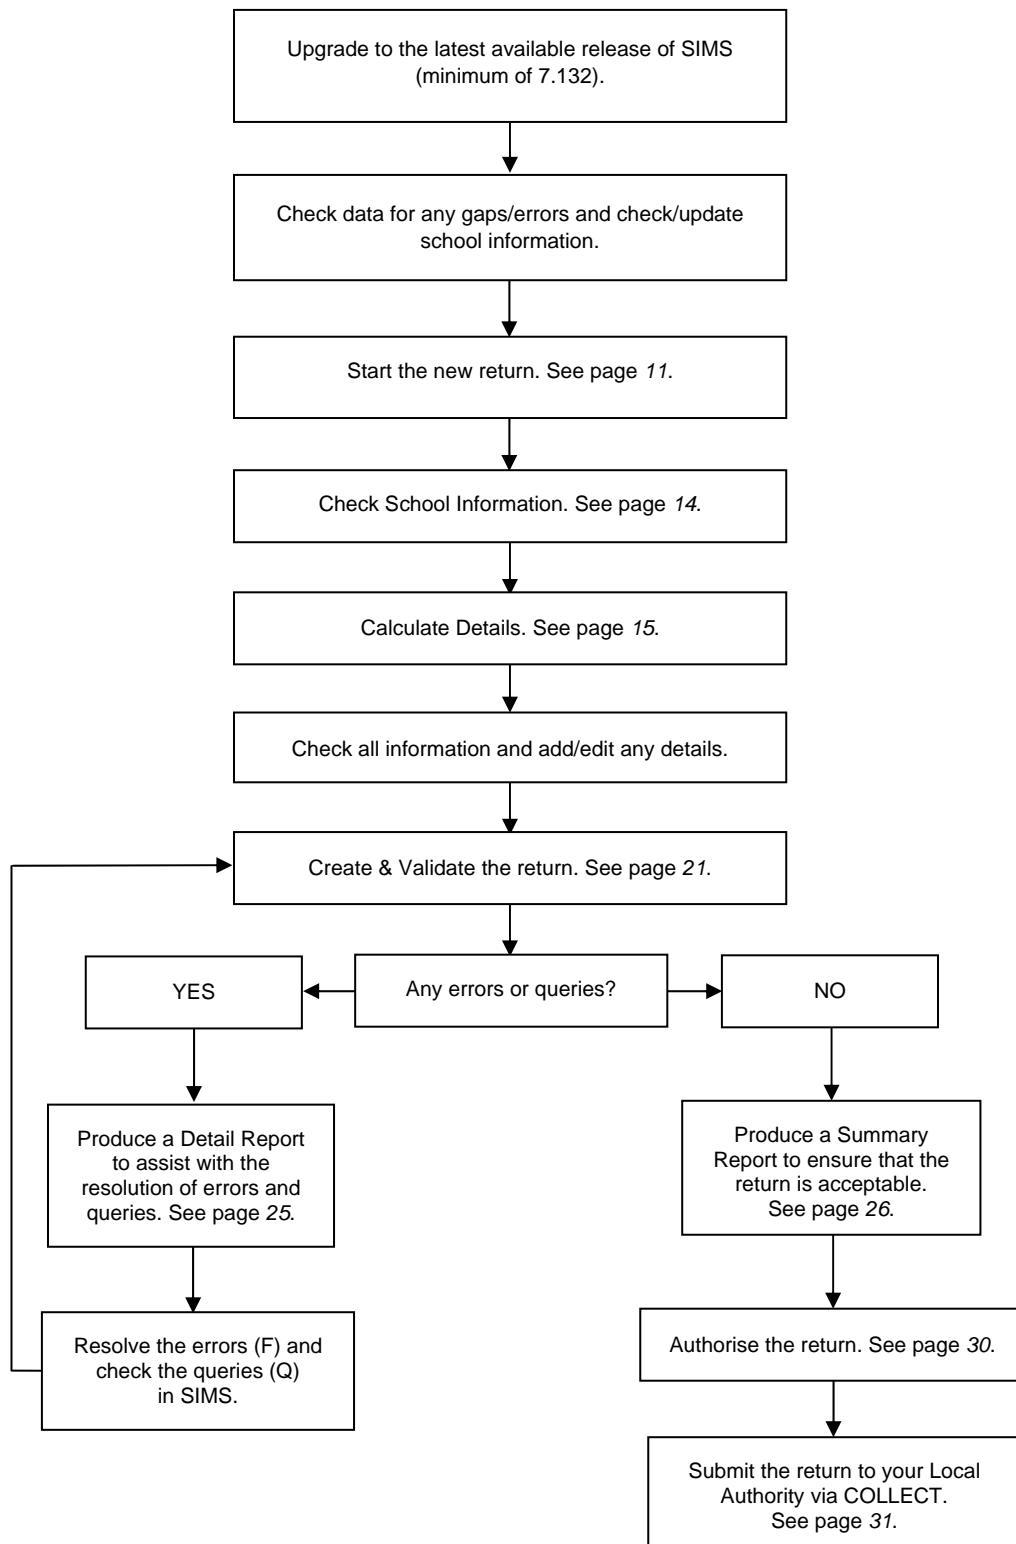 Upgrade to the latest available release of SIMS
(minimum of 7.132).
Check data for any gaps/errors and check/update
school information.
Start the new return. See page 11.
Check School Information. See page 14.
Calculate Details. See page 15.
Check all information and add/edit any details.
Create & Validate the return. See page 21.
YES
Any errors or queries?
NO
Produce a Detail Report
to assist with the
resolution of errors and
queries. See page 25.
Produce a Summary
Report to ensure that the
return is acceptable.
See page 26.
Resolve the errors (F) and
check the queries (Q)
in SIMS.
Authorise the return. See page 30.
Submit the return to your Local
Authority via COLLECT.
See page 31.